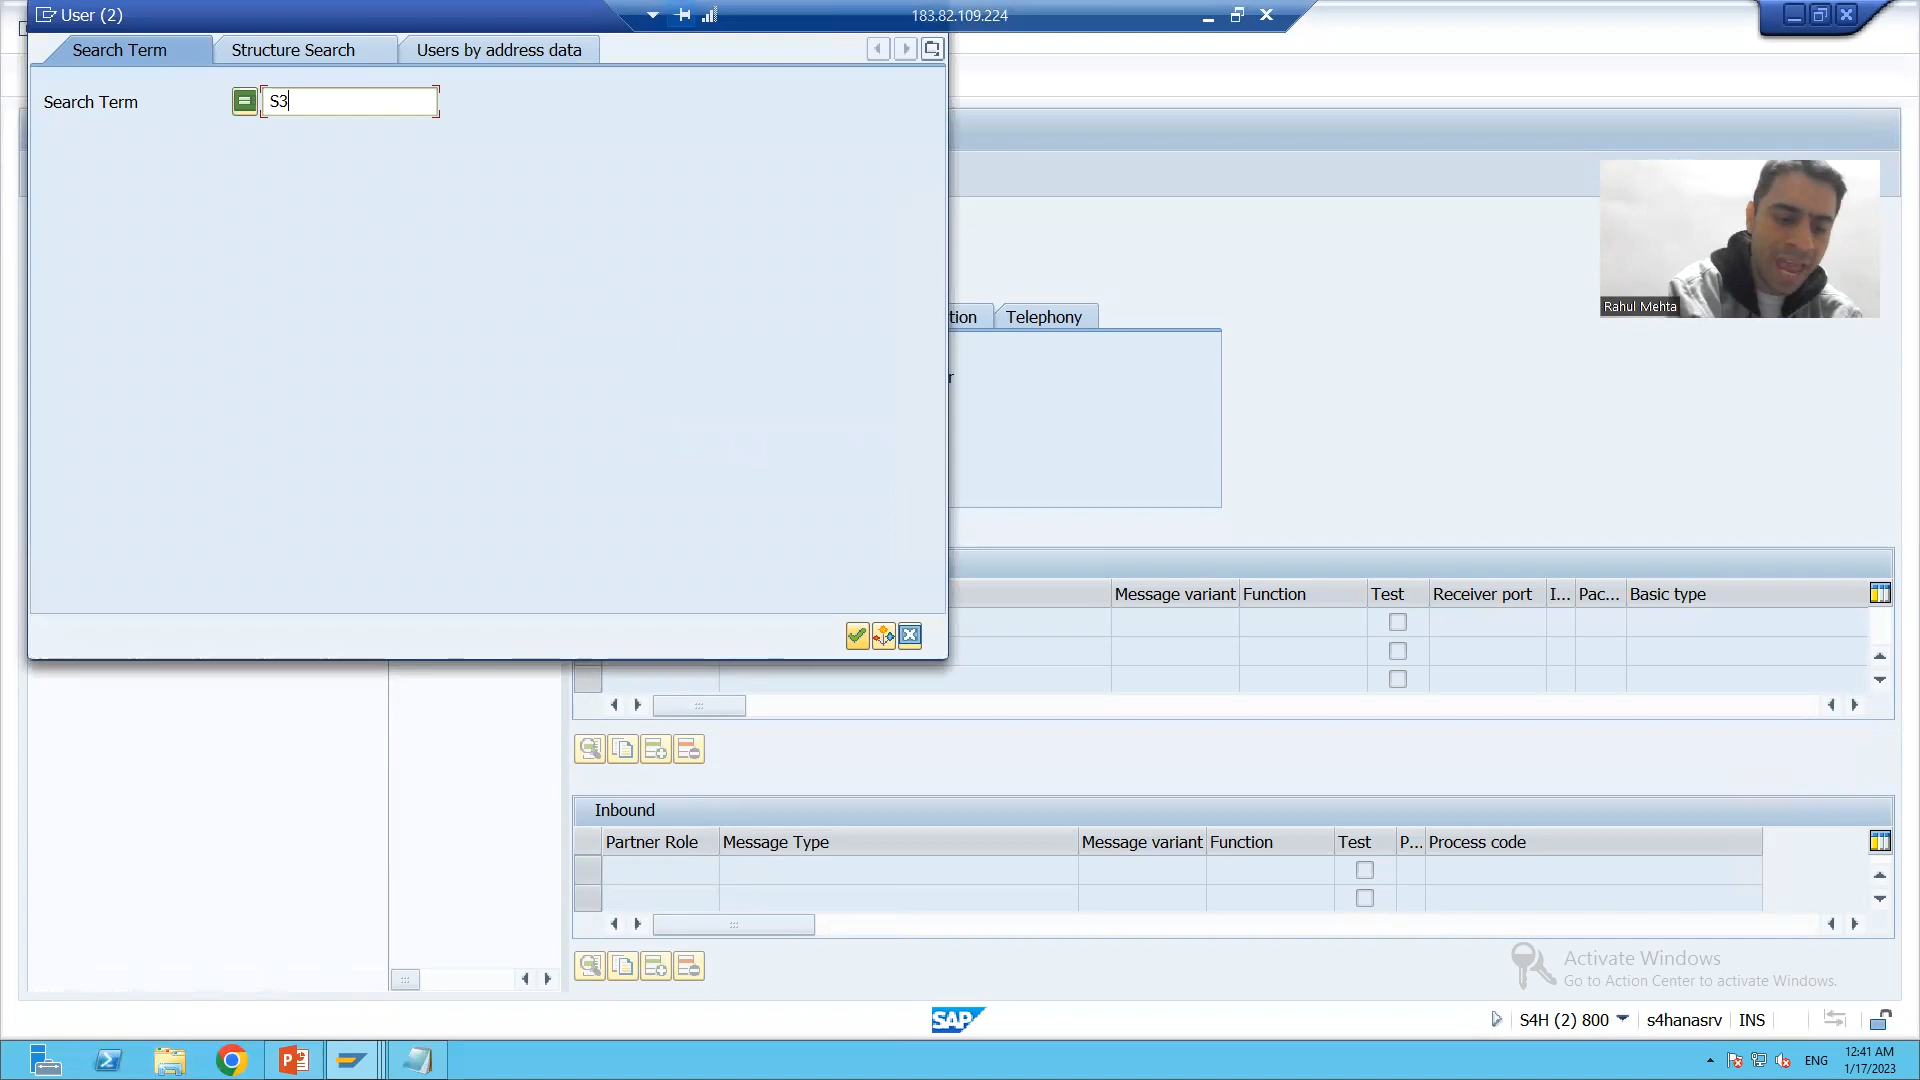 User (2)
183.82.109.224
Search Term
Structure Search
Users by address data
Search Term
S3
Rahul Mehta
tion
Telephony
r
Message variant
Function
Test
Receiver port
I...
Pac...
Basic type
Inbound
Partner Role
Message Type
Message variant
Function
Test
P...
Process code
Activate Windows
Go to Action Center to activate Windows.
SAP
S4H (2) 800
s4hanasrv
INS
ENG
12:41 AM
1/17/2023